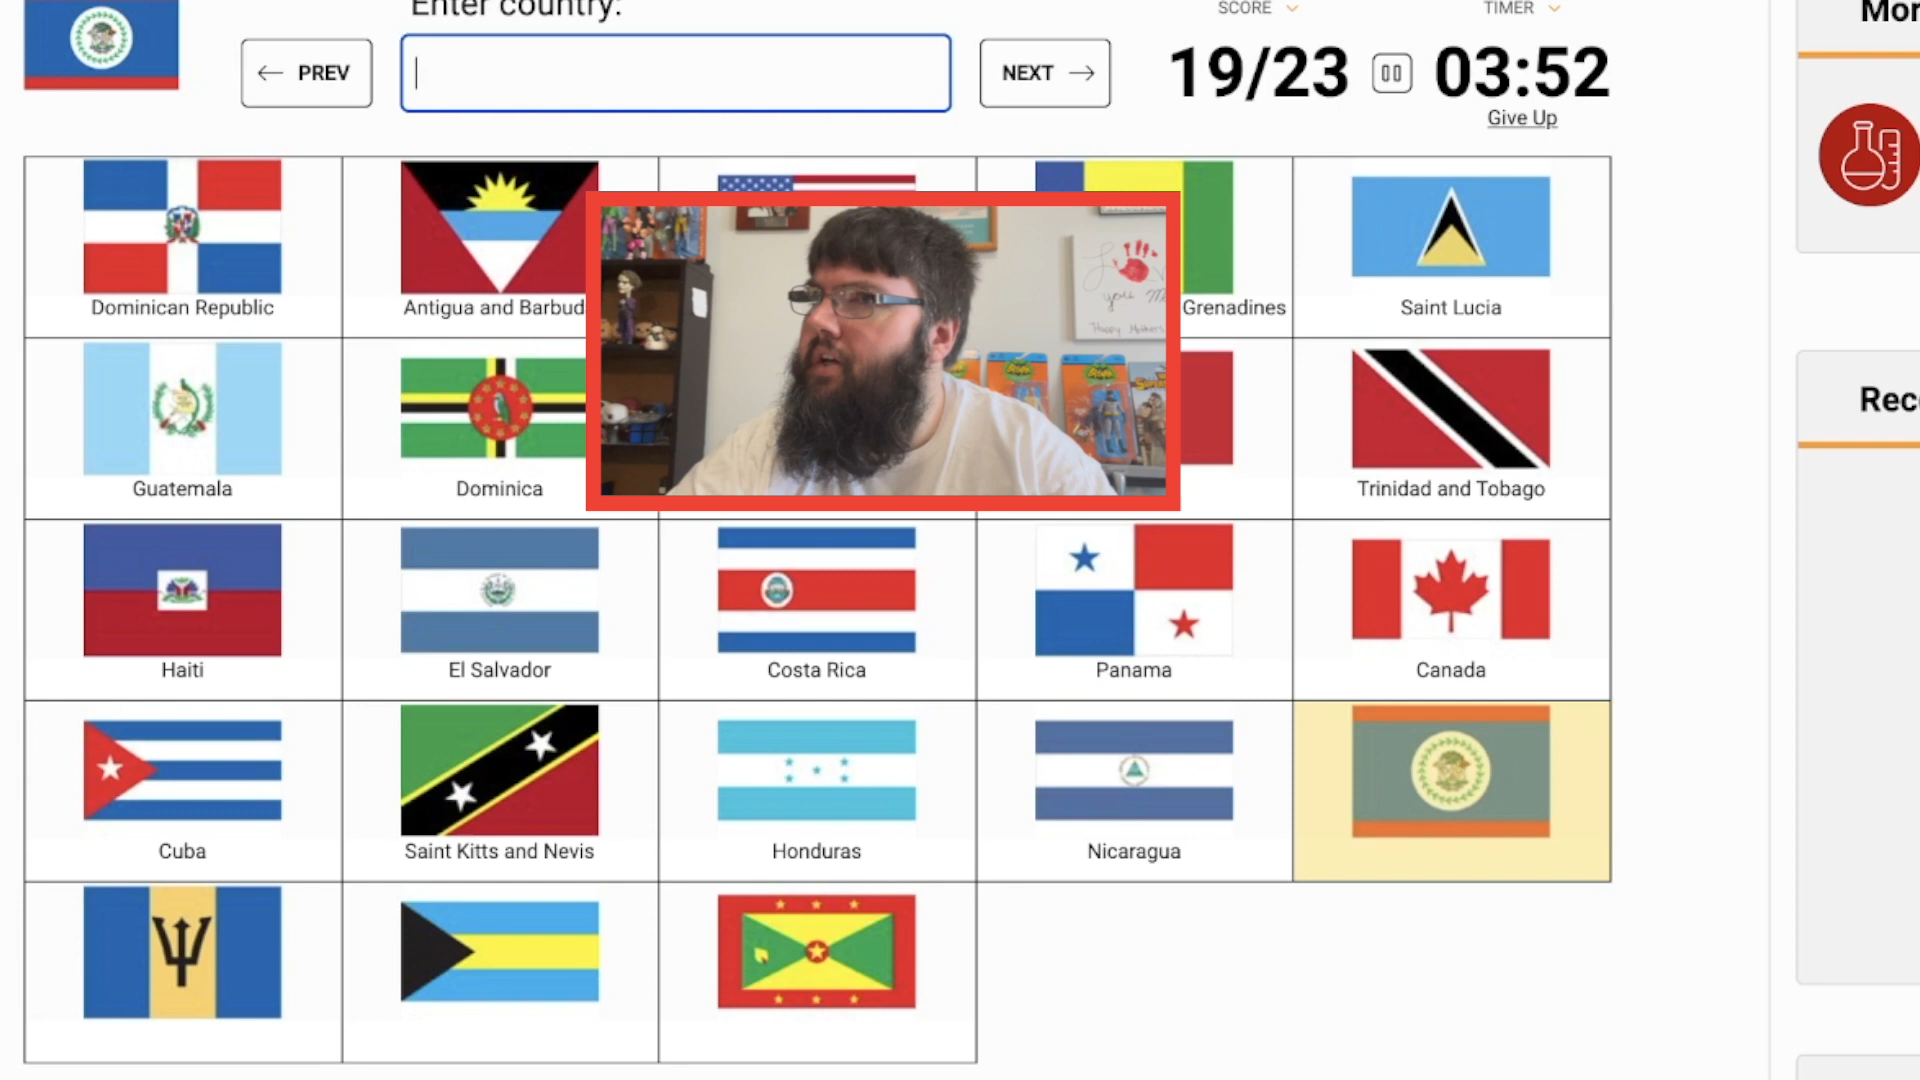 Enter country:
SCORE
TIMER
← PREV
NEXT →
19/23
03:52
Give Up
Mor
Dominican Republic
Antigua and Barbud
Grenadines
Saint Lucia
you
Happy
Guatemala
Dominica
Trinidad and Tobago
Rec
Haiti
El Salvador
Costa Rica
Panama
Canada
Cuba
Saint Kitts and Nevis
Honduras
Nicaragua